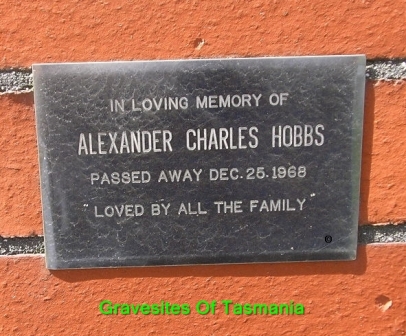 IN LOVING MEMORY OF
ALEXANDER CHARLES HOBBS
PASSED AWAY DEC. 25. 1968
"LOVED BY ALL THE FAMILY"
Gravesites Of Tasmania